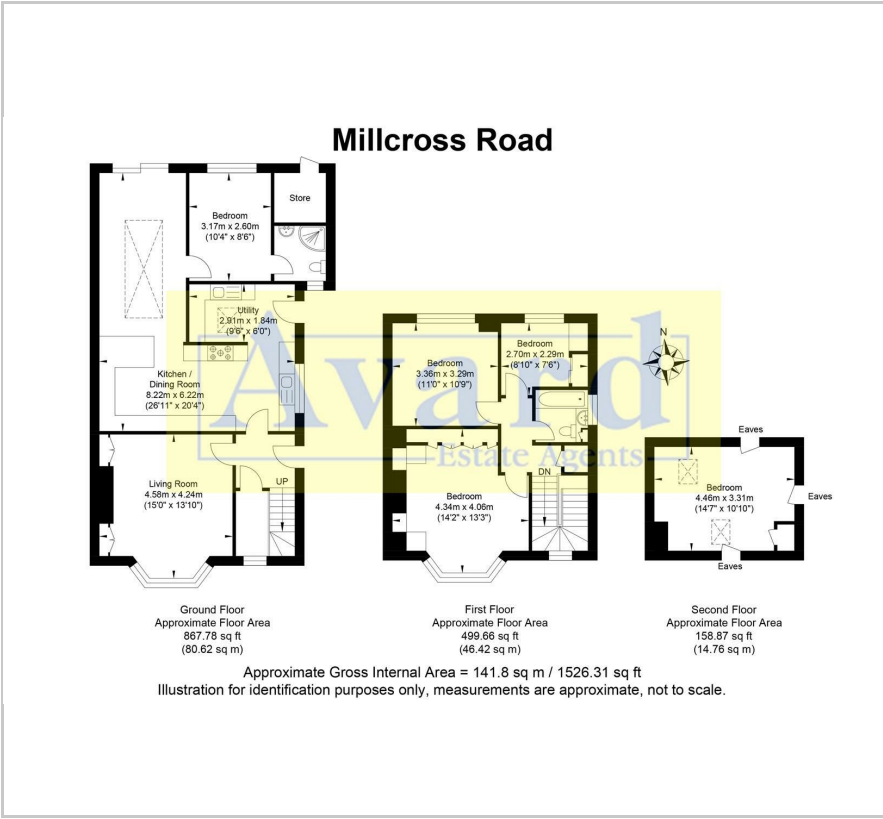 Millcross Road
Store
Bedroom
3.17m x 2.60m
(10'4" x 8'6")
Utility
2.91m x 1.84m
(9'6" x 6'0")
Kitchen /
Dining Room
8.22m x 6.22m
(26'11" x 20'4")
Living Room
4.58m x 4.24m
(15'0" x 13'10")
UP
Ground Floor
Approximate Floor Area
867.78 sq ft
(80.62 sq m)
Bedroom
3.36m x 3.29m
(11'0" x 10'9")
Bedroom
2.70m x 2.29m
(8'10" x 7'6")
DN
Bedroom
4.34m x 4.06m
(14'2" x 13'3")
First Floor
Approximate Floor Area
499.66 sq ft
(46.42 sq m)
N
Eaves
Bedroom
4.46m x 3.31m
(14'7" x 10'10")
Eaves
Eaves
Second Floor
Approximate Floor Area
158.87 sq ft
(14.76 sq m)
Avard
Estate Agents
Approximate Gross Internal Area = 141.8 sq m / 1526.31 sq ft
Illustration for identification purposes only, measurements are approximate, not to scale.